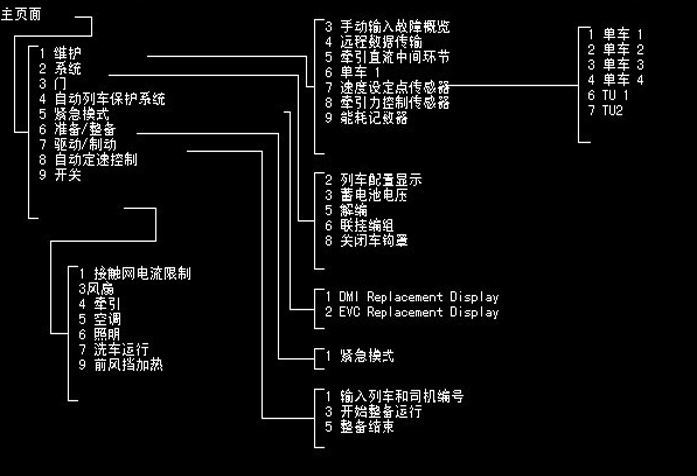 主页面
1 维护
2 系统
3 门
4 自动列车保护系统
5 紧急模式
6 准备/整备
7 驱动/制动
8 自动定速控制
9 开关
1 接触网电流限制
3风扇
4 牵引
5 空调
6 照明
7 洗车运行
9 前风挡加热
3 手动输入故障概览
4 远程数据传输
5 牵引直流中间环节
6 单车 1
7 速度设定点传感器
8 牵引力控制传感器
9 能耗记数器
2 列车配置显示
3 蓄电池电压
5 解编
6 联挂编组
8 关闭车钩罩
1 DMI Replacement Display
2 EVC Replacement Display
1 紧急模式
1 输入列车和司机编号
3 开始整备运行
5 整备结束
1 单车 1
2 单车 2
3 单车 3
4 单车 4
6 TU 1
7 TU2